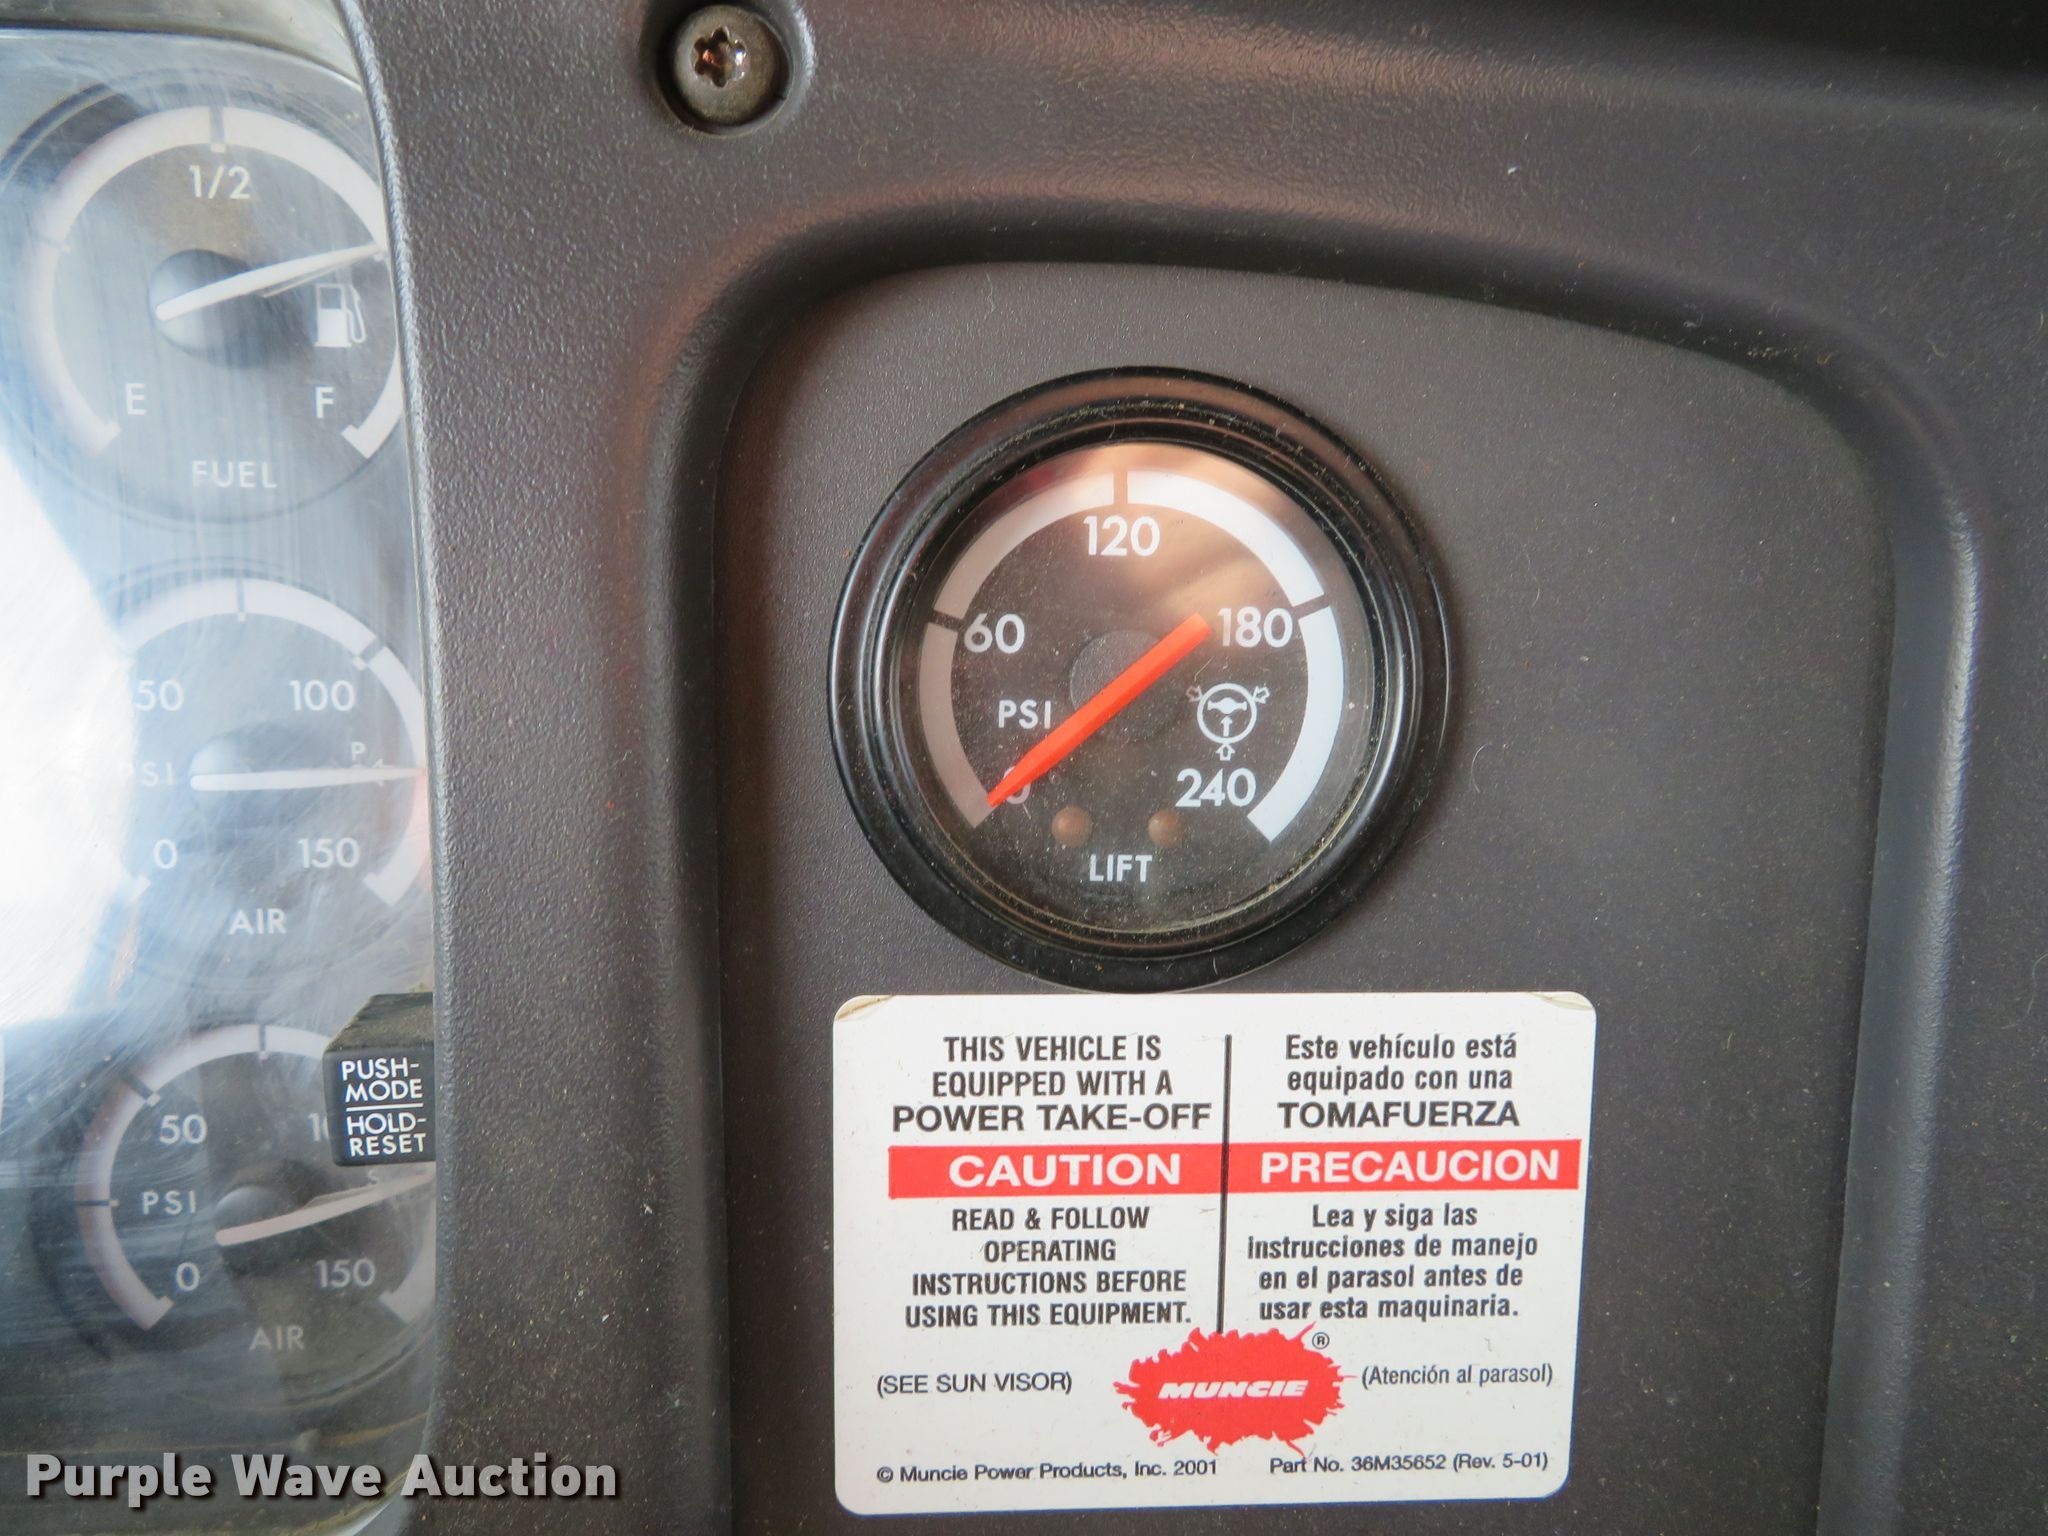 1/2
E F
FUEL
50 100
PSI P
0 150
AIR
PUSH-
MODE
HOLD-
RESET
50
PSI S
0 150
AIR
120
60 180
PSI
0 240
LIFT
THIS VEHICLE IS
EQUIPPED WITH A
POWER TAKE-OFF
CAUTION
READ & FOLLOW
OPERATING
INSTRUCTIONS BEFORE
USING THIS EQUIPMENT.
(SEE SUN VISOR)
Este vehículo está
equipado con una
TOMAFUERZA
PRECAUCION
Lea y siga las
instrucciones de manejo
en el parasol antes de
usar esta maquinaria.
(Atención al parasol)
MUNCIE ®
© Muncie Power Products, Inc. 2001 Part No. 36M35652 (Rev. 5-01)
Purple Wave Auction